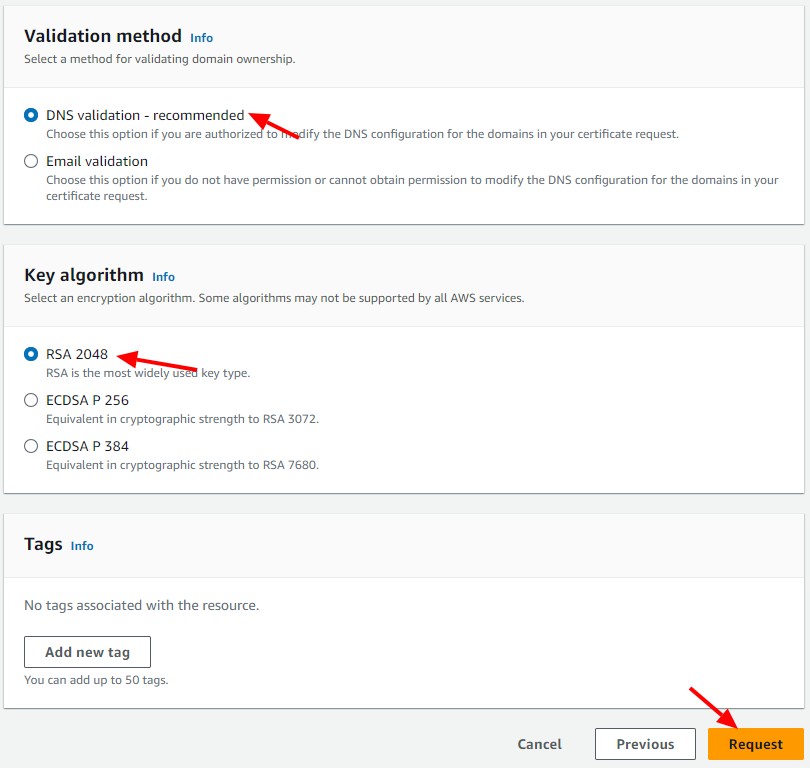 Validation method Info
Select a method for validating domain ownership.
DNS validation - recommended
Choose this option if you are authorized to modify the DNS configuration for the domains in your certificate request.
Email validation
Choose this option if you do not have permission or cannot obtain permission to modify the DNS configuration for the domains in your
certificate request.
Key algorithm Info
Select an encryption algorithm. Some algorithms may not be supported by all AWS services.
RSA 2048
RSA is the most widely used key type.
ECDSA P 256
Equivalent in cryptographic strength to RSA 3072.
ECDSA P 384
Equivalent in cryptographic strength to RSA 7680.
Tags Info
No tags associated with the resource.
Add new tag
You can add up to 50 tags.
Cancel Previous Request